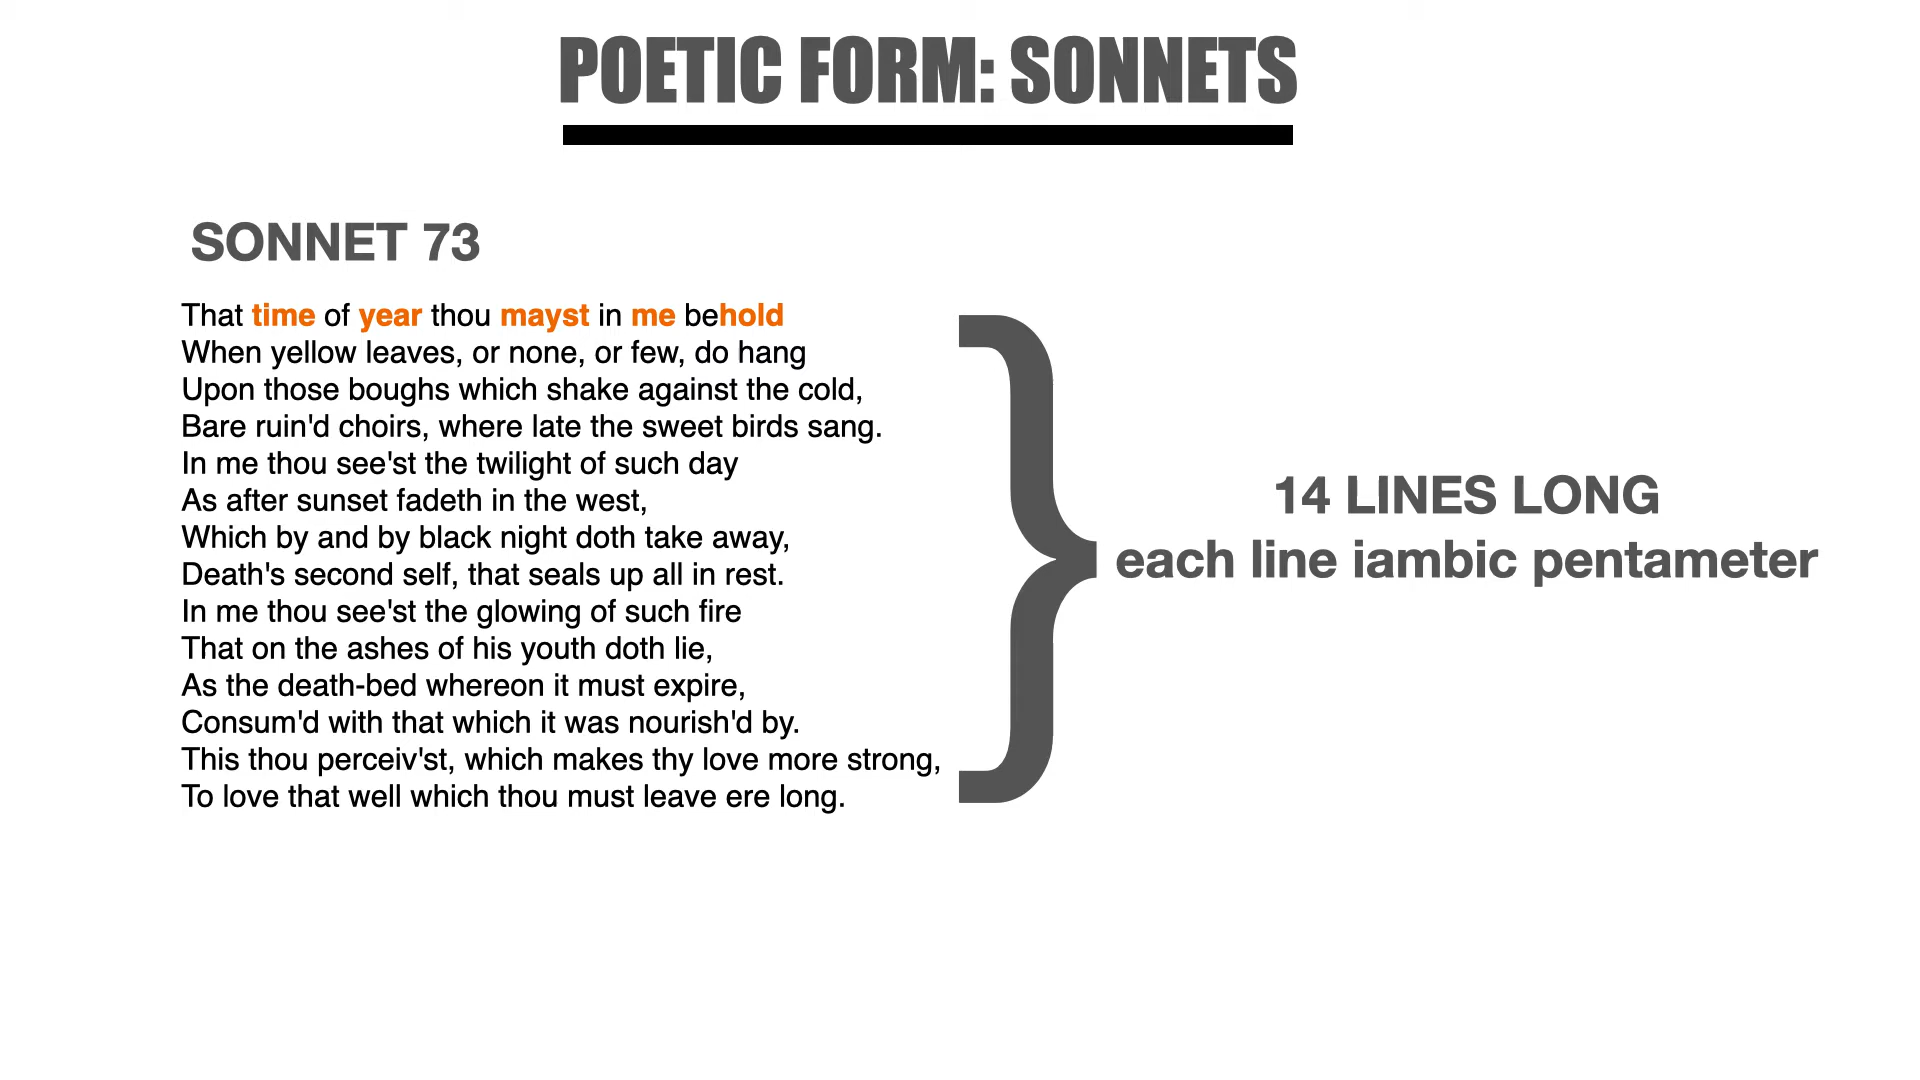 POETIC FORM: SONNETS
SONNET 73
That time of year thou mayst in me behold
When yellow leaves, or none, or few, do hang
Upon those boughs which shake against the cold,
Bare ruin'd choirs, where late the sweet birds sang.
In me thou see'st the twilight of such day
As after sunset fadeth in the west,
Which by and by black night doth take away,
Death's second self, that seals up all in rest.
In me thou see'st the glowing of such fire
That on the ashes of his youth doth lie,
As the death-bed whereon it must expire,
Consum'd with that which it was nourish'd by.
This thou perceiv'st, which makes thy love more strong,
To love that well which thou must leave ere long.
14 LINES LONG
each line iambic pentameter